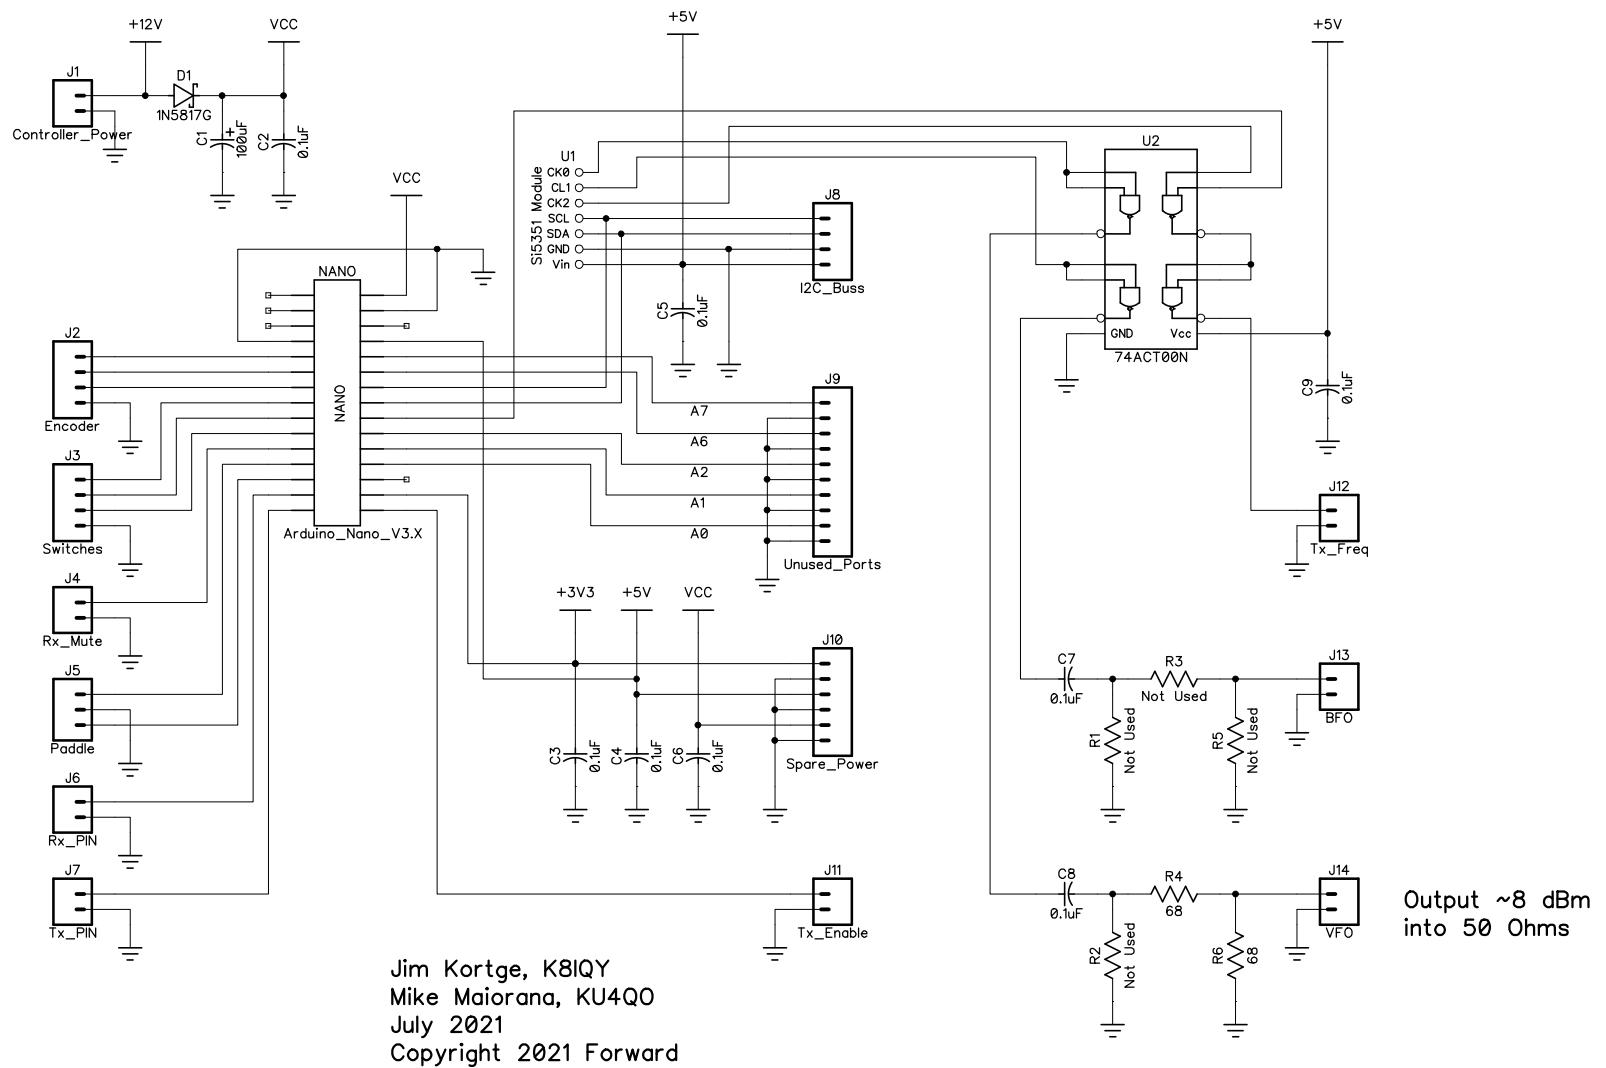 +12V
VCC
+5V
+5V
J1
D1
1N5817G
Controller_Power
C1
+
100uF
C2
0.1uF
VCC
U1
Si5351 Module
CK0
CL1
CK2
SCL
SDA
GND
Vin
J8
I2C_Buss
U2
GND
Vcc
74ACT00N
C5
0.1uF
C9
0.1uF
NANO
NANO
Arduino_Nano_V3.X
J2
Encoder
J3
Switches
J4
Rx_Mute
J5
Paddle
J6
Rx_PIN
J7
Tx_PIN
J9
A7
A6
A2
A1
A0
Unused_Ports
+3V3
+5V
VCC
J10
C3
0.1uF
C4
0.1uF
C6
0.1uF
Spare_Power
J11
Tx_Enable
J12
Tx_Freq
C7
0.1uF
R3
Not Used
J13
BFO
R1
Not Used
R5
Not Used
C8
0.1uF
R4
68
J14
VFO
R2
Not Used
R6
68
Output ~8 dBm
into 50 Ohms
Jim Kortge, K8IQY
Mike Maiorana, KU4QO
July 2021
Copyright 2021 Forward